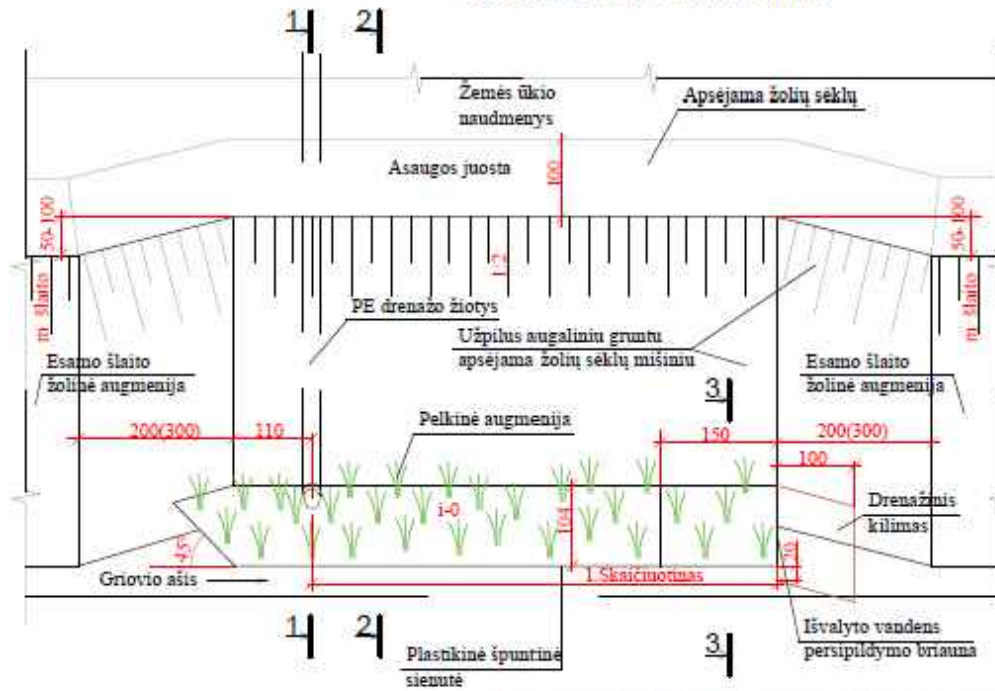 1
2
Žemės ūkio
naudmenys
Apsėjama žolių sėklų
Asaugos juosta
100
50-100
50-100
1:2
m šlaito
m šlaito
PE drenažo žiotys
Užpilus augaliniu gruntu
apsėjama žolių sėklų mišiniu
Esamo šlaito
žolinė augmenija
Esamo šlaito
žolinė augmenija
3
Pelkinė augmenija
200(300)
110
150
200(300)
100
i-0
104
Drenažinis
kilimas
45°
20
Griovio ašis
1.Skaičiuotinas
1
2
3
Plastikinė špuntinė
sienutė
Išvalyto vandens
persipildymo briauna